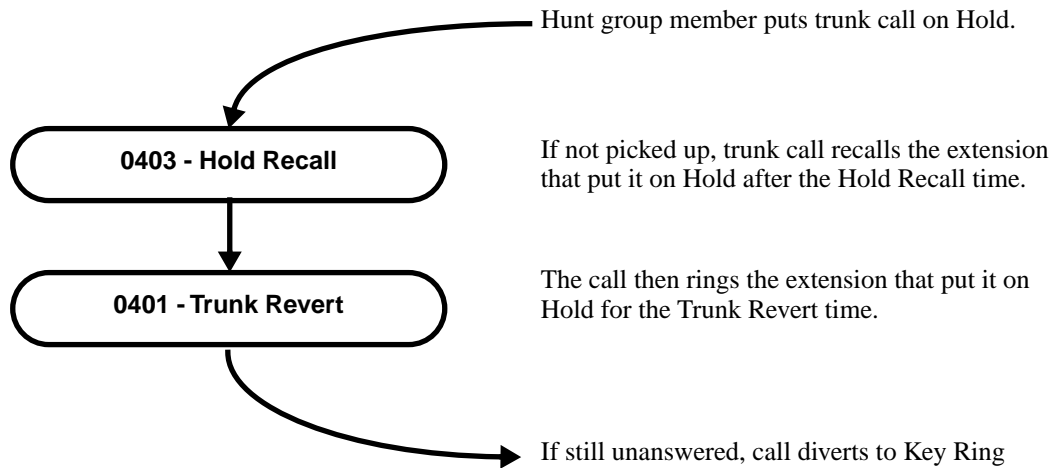 Hunt group member puts trunk call on Hold.
0403 - Hold Recall
If not picked up, trunk call recalls the extension
that put it on Hold after the Hold Recall time.
0401 - Trunk Revert
The call then rings the extension that put it on
Hold for the Trunk Revert time.
If still unanswered, call diverts to Key Ring